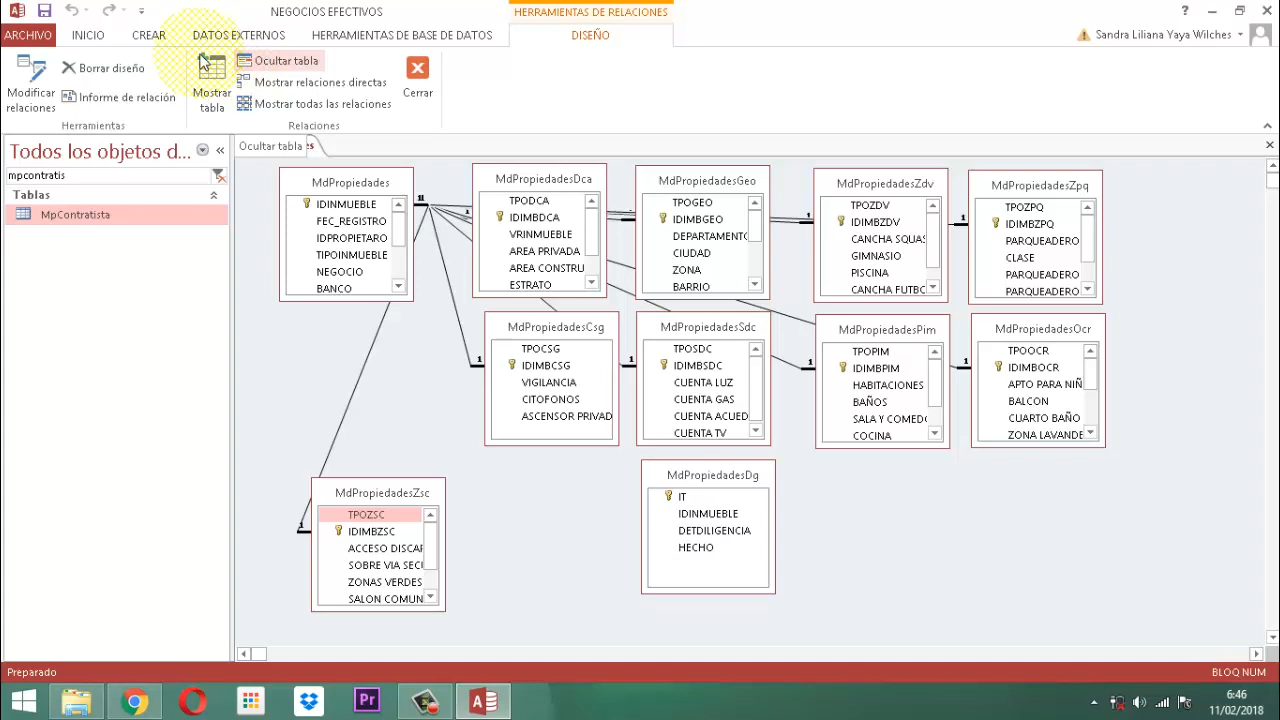 NEGOCIOS EFECTIVOS
HERRAMIENTAS DE RELACIONES
?
ARCHIVO
INICIO
CREAR
DATOS EXTERNOS
HERRAMIENTAS DE BASE DE DATOS
DISEÑO
Sandra Liliana Yaya Wilches
Modificar
relaciones
Borrar diseño
Informe de relación
Herramientas
Mostrar
tabla
Ocultar tabla
Mostrar relaciones directas
Mostrar todas las relaciones
Relaciones
Cerrar
Todos los objetos d...
mpcontratis
Tablas
MpContratista
Ocultar tabla
MdPropiedades
IDINMUEBLE
FEC_REGISTRO
IDPROPIETARO
TIPOINMUEBLE
NEGOCIO
BANCO
MdPropiedadesDca
TPODCA
IDIMBDCA
VRINMUEBLE
AREA PRIVADA
AREA CONSTRU
ESTRATO
MdPropiedadesGeo
TPOGEO
IDIMBGEO
DEPARTAMENTO
CIUDAD
ZONA
BARRIO
MdPropiedadesZdv
TPOZDV
IDIMBZDV
CANCHA SQUAS
GIMNASIO
PISCINA
CANCHA FUTBO
MdPropiedadesZpq
TPOZPQ
IDIMBZPQ
PARQUEADERO
CLASE
PARQUEADERO
PARQUEADERO
MdPropiedadesCsg
TPOCSG
IDIMBCSG
VIGILANCIA
CITOFONOS
ASCENSOR PRIVAD
MdPropiedadesSdc
TPOSDC
IDIMBSDC
CUENTA LUZ
CUENTA GAS
CUENTA ACUED
CUENTA TV
MdPropiedadesPim
TPOPIM
IDIMBPIM
HABITACIONES
BAÑOS
SALA Y COMED
COCINA
MdPropiedadesOcr
TPOOCR
IDIMBOCR
APTO PARA NIÑ
BALCON
CUARTO BAÑO
ZONA LAVANDE
MdPropiedadesZsc
TPOZSC
IDIMBZSC
ACCESO DISCAP
SOBRE VIA SEC
ZONAS VERDES
SALON COMUN
MdPropiedadesDg
IT
IDINMUEBLE
DETDILIGENCIA
HECHO
Preparado
BLOQ NUM
Pr
6:46
11/02/2018